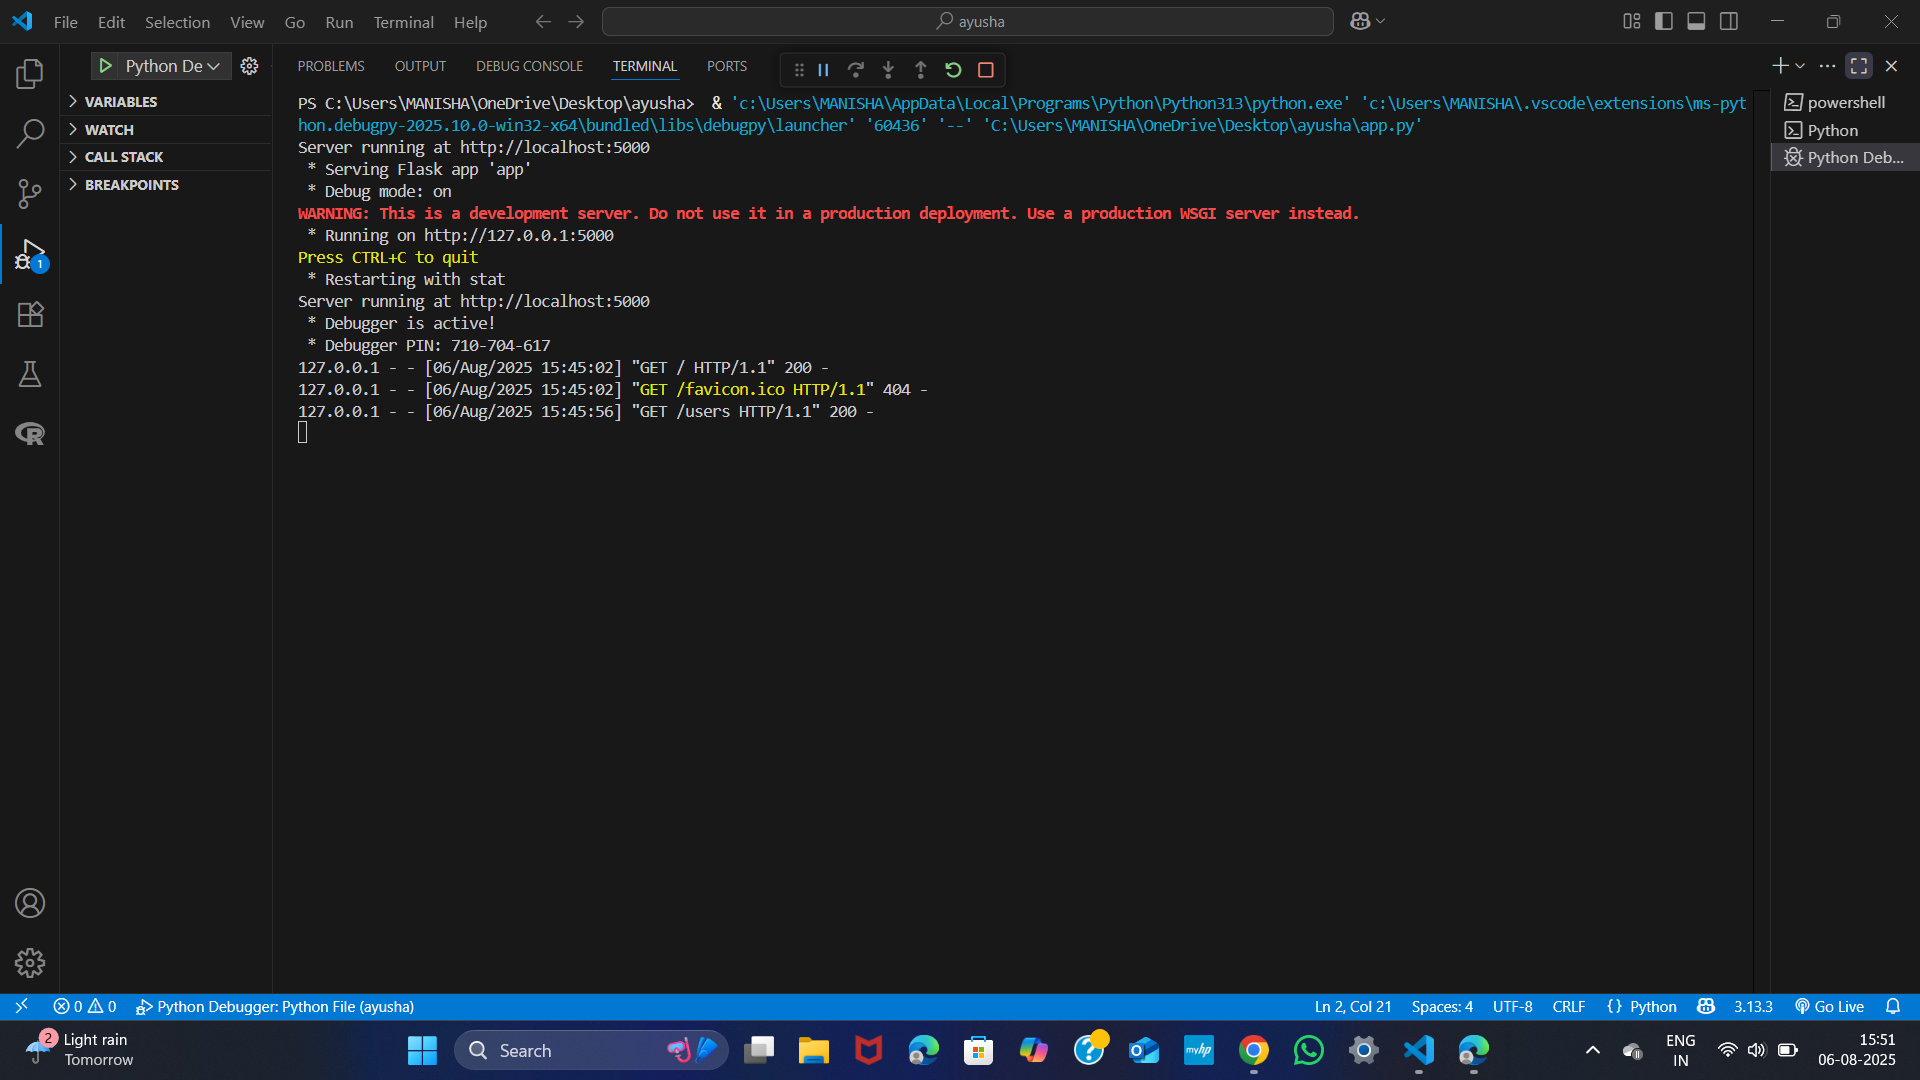 File Edit Selection View Go Run Terminal Help
ayusha
Python De
PROBLEMS OUTPUT DEBUG CONSOLE TERMINAL PORTS
VARIABLES
WATCH
CALL STACK
BREAKPOINTS
PS C:\Users\MANISHA\OneDrive\Desktop\ayusha> & 'c:\Users\MANISHA\AppData\Local\Programs\Python\Python313\python.exe' 'c:\Users\MANISHA\.vscode\extensions\ms-pyt
hon.debugpy-2025.10.0-win32-x64\bundled\libs\debugpy\launcher' '60436' '--' 'C:\Users\MANISHA\OneDrive\Desktop\ayusha\app.py'
Server running at http://localhost:5000
* Serving Flask app 'app'
* Debug mode: on
WARNING: This is a development server. Do not use it in a production deployment. Use a production WSGI server instead.
* Running on http://127.0.0.1:5000
Press CTRL+C to quit
* Restarting with stat
Server running at http://localhost:5000
* Debugger is active!
* Debugger PIN: 710-704-617
127.0.0.1 - - [06/Aug/2025 15:45:02] "GET / HTTP/1.1" 200 -
127.0.0.1 - - [06/Aug/2025 15:45:02] "GET /favicon.ico HTTP/1.1" 404 -
127.0.0.1 - - [06/Aug/2025 15:45:56] "GET /users HTTP/1.1" 200 -
powershell
Python
Python Deb...
1
R
0 0 Python Debugger: Python File (ayusha)
Ln 2, Col 21 Spaces: 4 UTF-8 CRLF {} Python 3.13.3 Go Live
2
Light rain
Tomorrow
Search
myhp
ENG
IN
15:51
06-08-2025